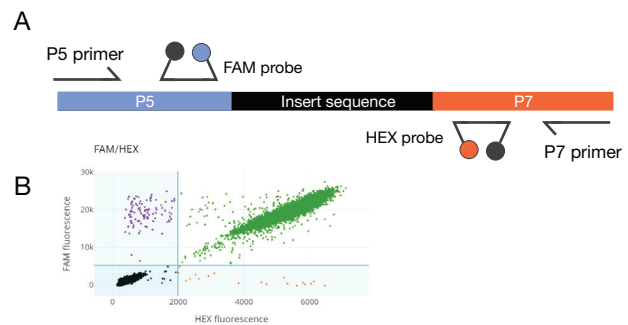 A
P5 primer
FAM probe
P5 Insert sequence P7
HEX probe
P7 primer
FAM/HEX
B
30k
20k
10k
0
FAM fluorescence
0 2000 4000 6000
HEX fluorescence